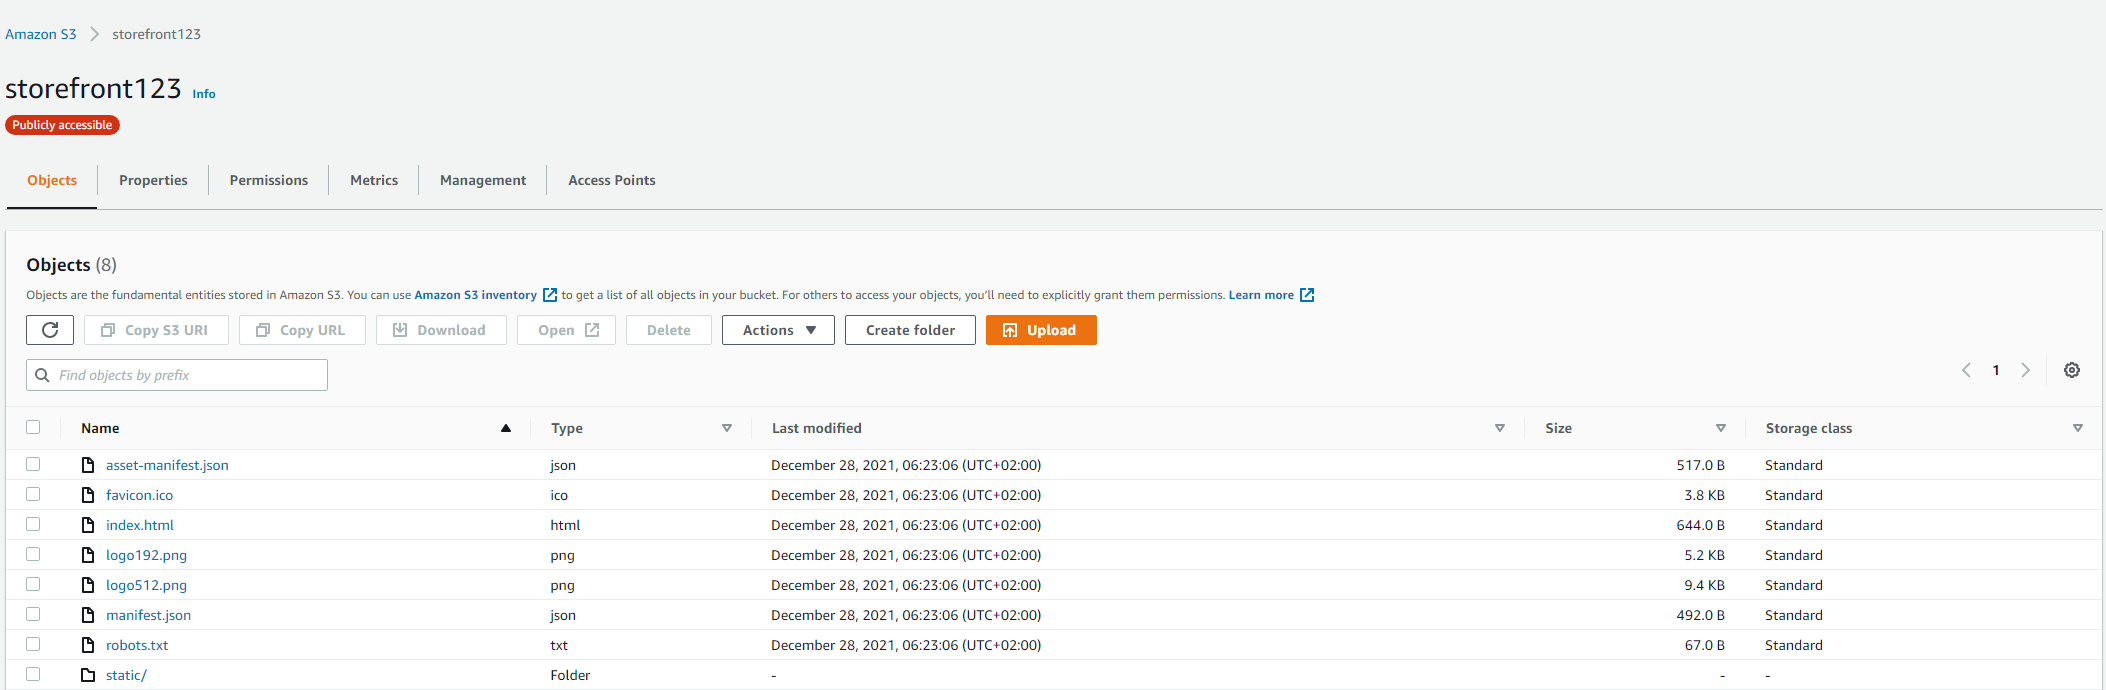 Amazon S3 storefront123
storefront123 Info
Publicly accessible
Objects Properties Permissions Metrics Management Access Points
Objects (8)
Objects are the fundamental entities stored in Amazon S3. You can use Amazon S3 inventory to get a list of all objects in your bucket. For others to access your objects, you'll need to explicitly grant them permissions. Learn more
Copy S3 URI Copy URL Download Open Delete Actions Create folder Upload
Find objects by prefix 1
Name Type Last modified Size Storage class
asset-manifest.json json December 28, 2021, 06:23:06 (UTC+02:00) 517.0 B Standard
favicon.ico ico December 28, 2021, 06:23:06 (UTC+02:00) 3.8 KB Standard
index.html html December 28, 2021, 06:23:06 (UTC+02:00) 644.0 B Standard
logo192.png png December 28, 2021, 06:23:06 (UTC+02:00) 5.2 KB Standard
logo512.png png December 28, 2021, 06:23:06 (UTC+02:00) 9.4 KB Standard
manifest.json json December 28, 2021, 06:23:06 (UTC+02:00) 492.0 B Standard
robots.txt txt December 28, 2021, 06:23:06 (UTC+02:00) 67.0 B Standard
static/ Folder - - -